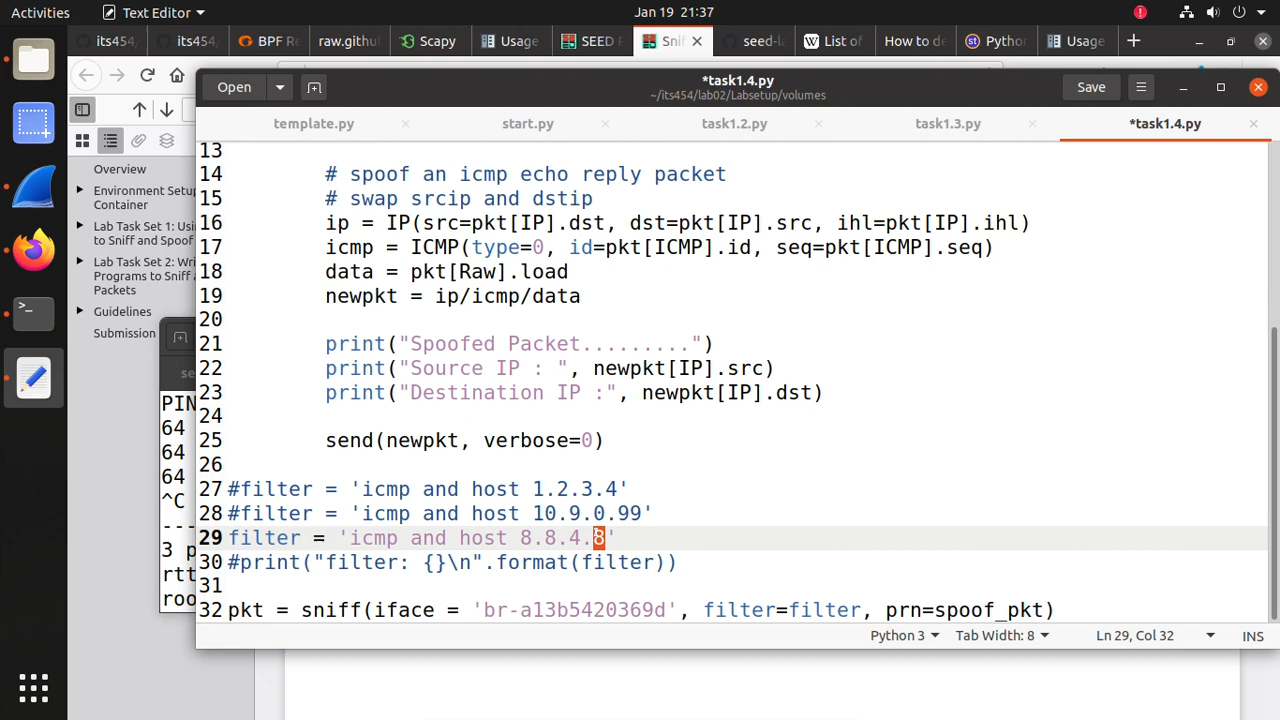 Activities Text Editor Jan 19 21:37
its454/ its454/ BPF Re raw.githu Scapy Usage SEED P Snif seed-la List of How to de Python Usage
Open *task1.4.py Save
~/its454/lab02/Labsetup/volumes
template.py start.py task1.2.py task1.3.py *task1.4.py
Overview
Environment Setup
Container
Lab Task Set 1: Usi
to Sniff and Spoof
Lab Task Set 2: Wri
Programs to Sniff a
Packets
Guidelines
Submission
se
PIN
64
64
64
^C
---
3 p
rtt
roo
13
14 # spoof an icmp echo reply packet
15 # swap srcip and dstip
16 ip = IP(src=pkt[IP].dst, dst=pkt[IP].src, ihl=pkt[IP].ihl)
17 icmp = ICMP(type=0, id=pkt[ICMP].id, seq=pkt[ICMP].seq)
18 data = pkt[Raw].load
19 newpkt = ip/icmp/data
20
21 print("Spoofed Packet.........")
22 print("Source IP : ", newpkt[IP].src)
23 print("Destination IP :", newpkt[IP].dst)
24
25 send(newpkt, verbose=0)
26
27 #filter = 'icmp and host 1.2.3.4'
28 #filter = 'icmp and host 10.9.0.99'
29 filter = 'icmp and host 8.8.4.8'
30 #print("filter: {}\n".format(filter))
31
32 pkt = sniff(iface = 'br-a13b5420369d', filter=filter, prn=spoof_pkt)
Python 3 Tab Width: 8 Ln 29, Col 32 INS